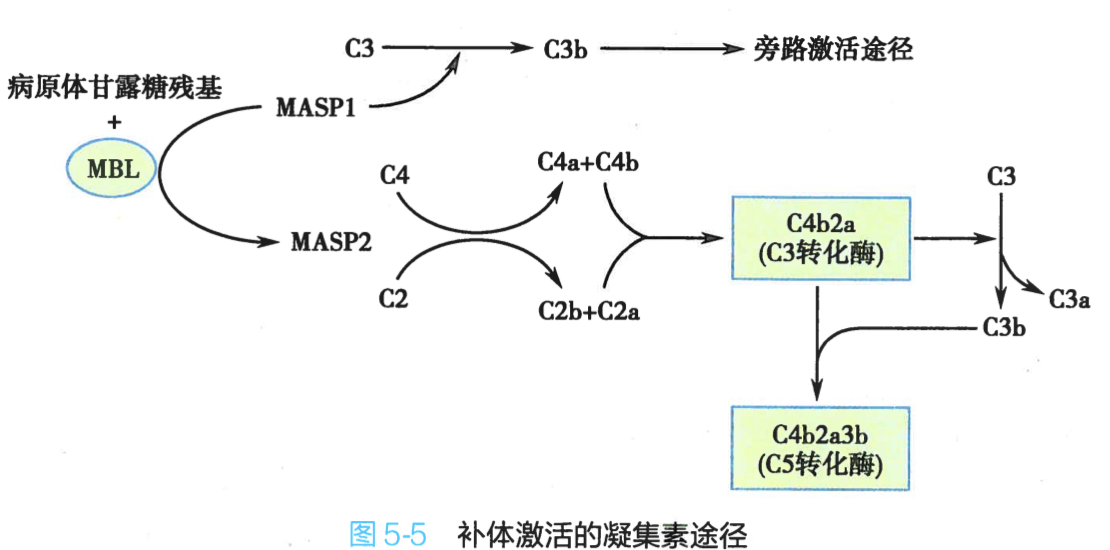 C3
C3b
旁路激活途径
病原体甘露糖残基
+
MBL
MASP1
MASP2
C4
C2
C4a+C4b
C2b+C2a
C4b2a
(C3转化酶)
C3
C3a
C3b
C4b2a3b
(C5转化酶)
图 5-5 补体激活的凝集素途径